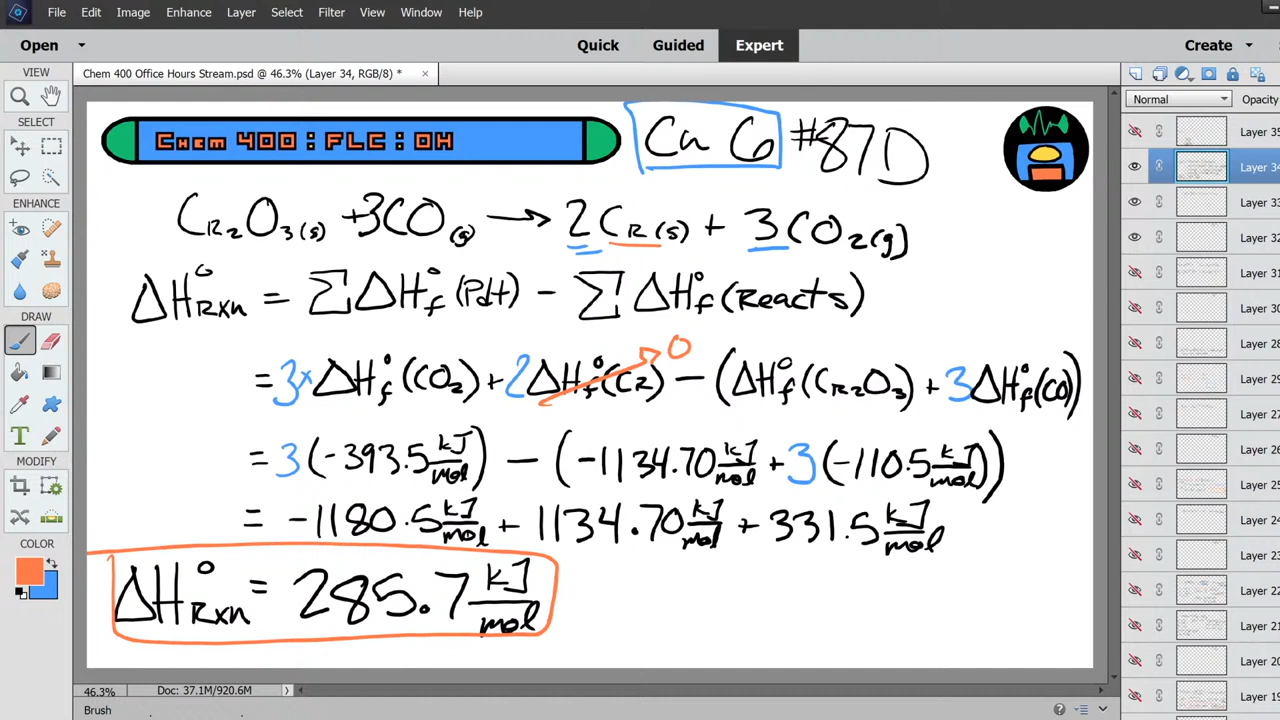 File Edit Image Enhance Layer Select Filter View Window Help
Open Quick Guided Expert Create
VIEW Chem 400 Office Hours Stream.psd @ 46.3% (Layer 34, RGB/8) * ×
Normal Opacity
SELECT
ENHANCE
DRAW
MODIFY
COLOR
Chem 400:FLC:OH Ch 6 #87D
Cr₂O₃(s) + 3CO(g) → 2Cr(s) + 3CO₂(g)
ΔH°Rxn = ΣΔH°f(Pdt) - ΣΔH°f(Reacts)
= 3×ΔH°f(CO₂) + 2ΔH°f(Cr) 0 - (ΔH°f(Cr₂O₃) + 3ΔH°f(CO))
= 3(-393.5 kJ/mol) - (-1134.70 kJ/mol + 3(-110.5 kJ/mol))
= -1180.5 kJ/mol + 1134.70 kJ/mol + 331.5 kJ/mol
ΔH°Rxn = 285.7 kJ/mol
Layer 3
Layer 34
Layer 33
Layer 32
Layer 31
Layer 30
Layer 29
Layer 28
Layer 27
Layer 26
Layer 25
Layer 24
Layer 23
Layer 22
Layer 21
Layer 20
Layer 19
46.3% Doc: 37.1M/920.6M
Brush